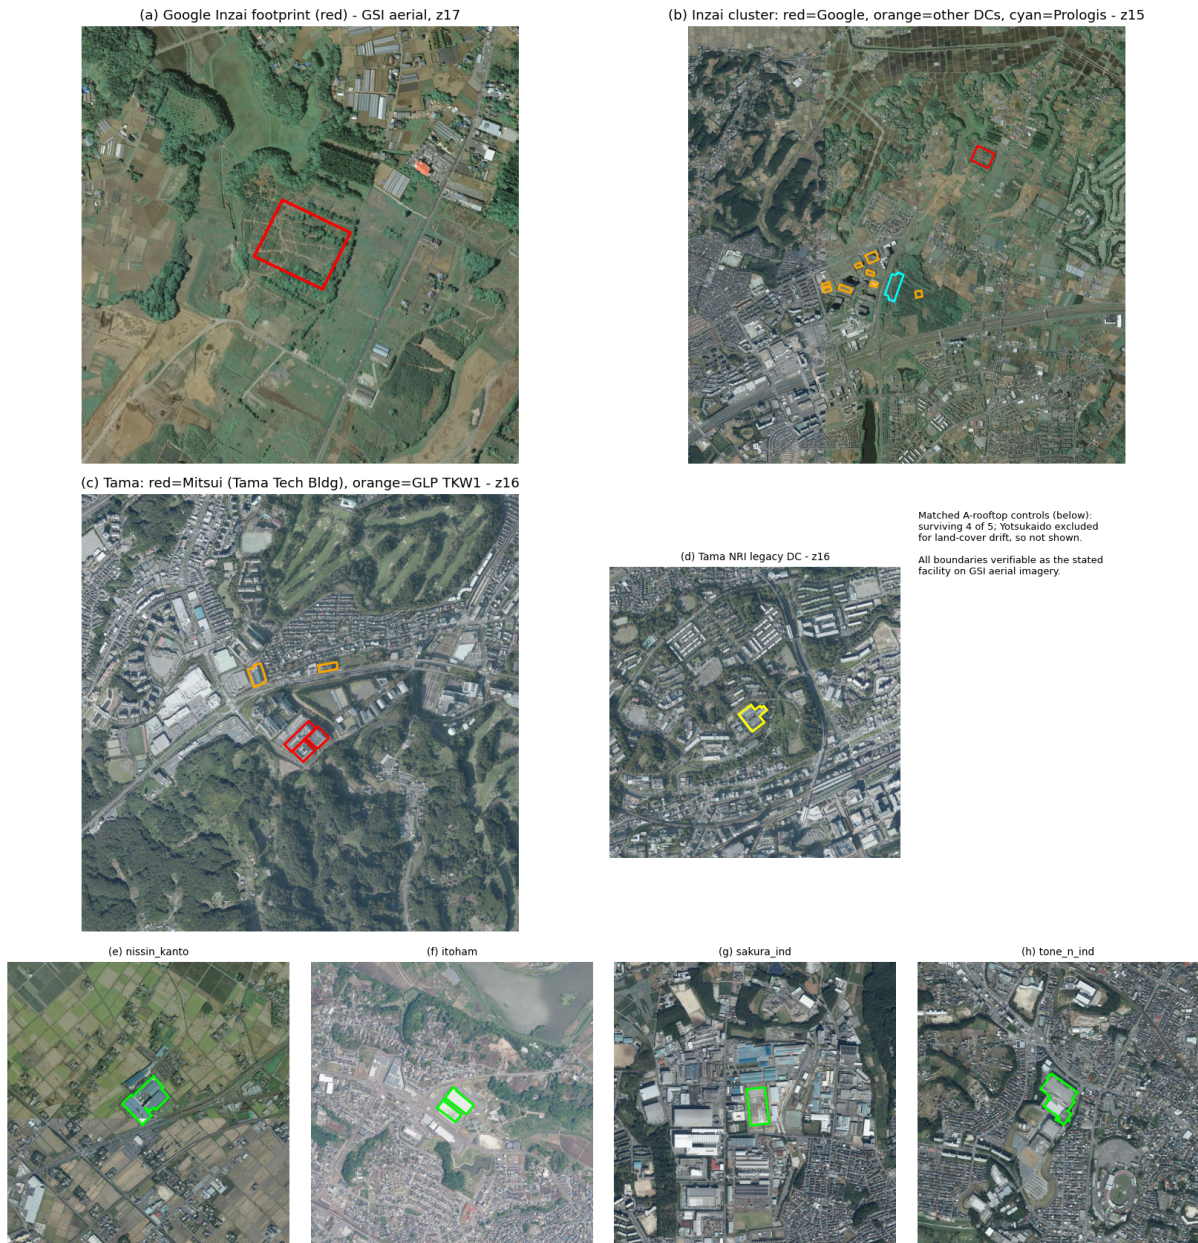 (a) Google Inzai footprint (red) - GSI aerial, z17
(b) Inzai cluster: red=Google, orange=other DCs, cyan=Prologis - z15
(c) Tama: red=Mitsui (Tama Tech Bldg), orange=GLP TKW1 - z16
Matched A-rooftop controls (below):
surviving 4 of 5; Yotsukaido excluded
for land-cover drift, so not shown.
All boundaries verifiable as the stated
facility on GSI aerial imagery.
(d) Tama NRI legacy DC - z16
(e) nissin_kanto
(f) itoham
(g) sakura_ind
(h) tone_n_ind